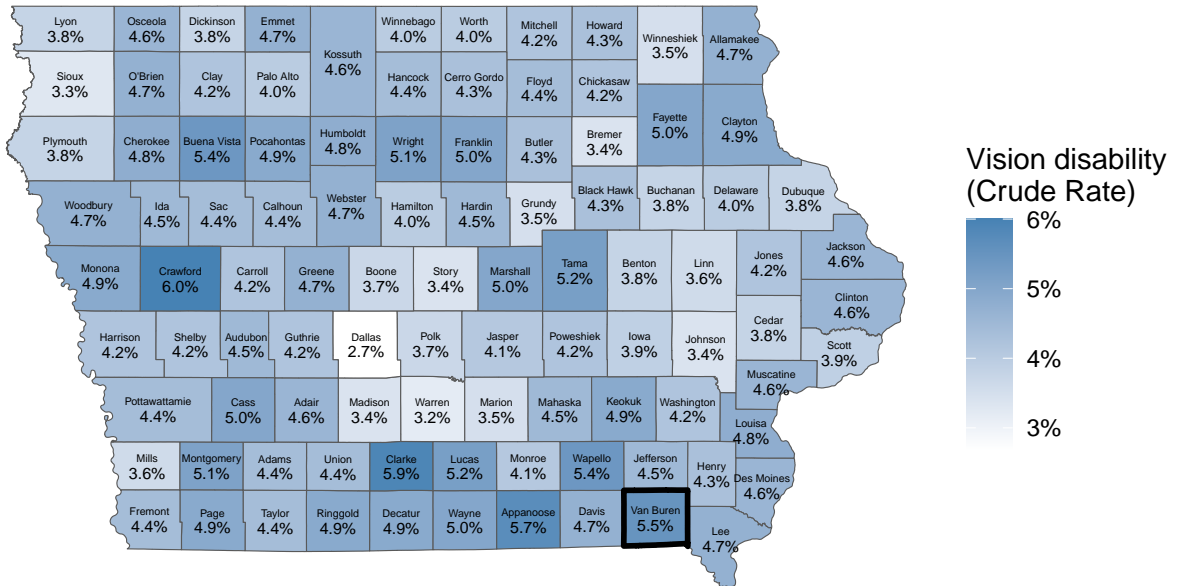 Lyon
3.8%
Osceola
4.6%
Dickinson
3.8%
Emmet
4.7%
Kossuth
4.6%
Winnebago
4.0%
Worth
4.0%
Mitchell
4.2%
Howard
4.3%
Winneshiek
3.5%
Allamakee
4.7%
Sioux
3.3%
O'Brien
4.7%
Clay
4.2%
Palo Alto
4.0%
Hancock
4.4%
Cerro Gordo
4.3%
Floyd
4.4%
Chickasaw
4.2%
Fayette
5.0%
Clayton
4.9%
Plymouth
3.8%
Cherokee
4.8%
Buena Vista
5.4%
Pocahontas
4.9%
Humboldt
4.8%
Wright
5.1%
Franklin
5.0%
Butler
4.3%
Bremer
3.4%
Woodbury
4.7%
Ida
4.5%
Sac
4.4%
Calhoun
4.4%
Webster
4.7%
Hamilton
4.0%
Hardin
4.5%
Grundy
3.5%
Black Hawk
4.3%
Buchanan
3.8%
Delaware
4.0%
Dubuque
3.8%
Monona
4.9%
Crawford
6.0%
Carroll
4.2%
Greene
4.7%
Boone
3.7%
Story
3.4%
Marshall
5.0%
Tama
5.2%
Benton
3.8%
Linn
3.6%
Jones
4.2%
Jackson
4.6%
Clinton
4.6%
Harrison
4.2%
Shelby
4.2%
Audubon
4.5%
Guthrie
4.2%
Dallas
2.7%
Polk
3.7%
Jasper
4.1%
Poweshiek
4.2%
Iowa
3.9%
Johnson
3.4%
Cedar
3.8%
Scott
3.9%
Muscatine
4.6%
Pottawattamie
4.4%
Cass
5.0%
Adair
4.6%
Madison
3.4%
Warren
3.2%
Marion
3.5%
Mahaska
4.5%
Keokuk
4.9%
Washington
4.2%
Louisa
4.8%
Mills
3.6%
Montgomery
5.1%
Adams
4.4%
Union
4.4%
Clarke
5.9%
Lucas
5.2%
Monroe
4.1%
Wapello
5.4%
Jefferson
4.5%
Henry
4.3%
Des Moines
4.6%
Fremont
4.4%
Page
4.9%
Taylor
4.4%
Ringgold
4.9%
Decatur
4.9%
Wayne
5.0%
Appanoose
5.7%
Davis
4.7%
Van Buren
5.5%
Lee
4.7%
Vision disability
(Crude Rate)
6%
5%
4%
3%